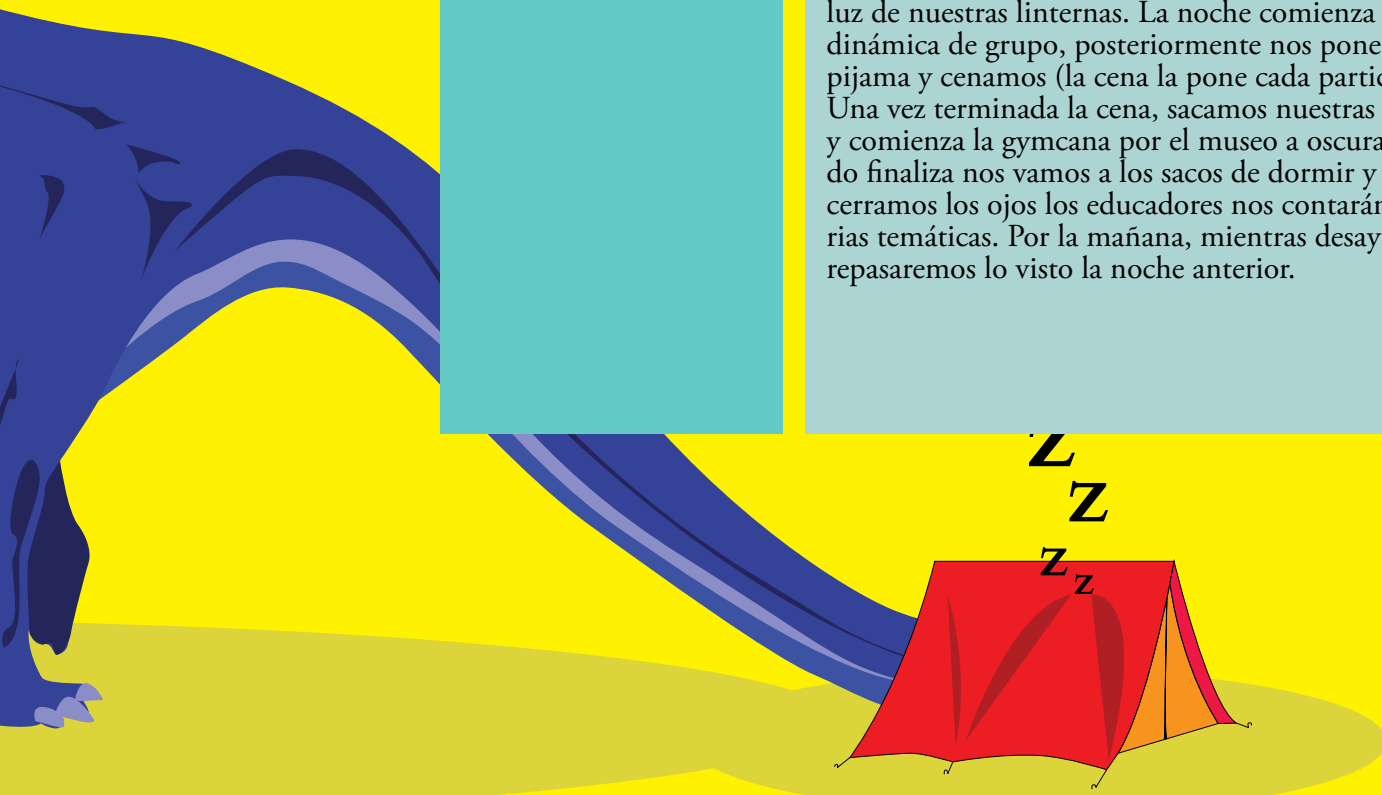 luz de nuestras linternas. La noche comienza
dinámica de grupo, posteriormente nos pone
pijama y cenamos (la cena la pone cada partic
Una vez terminada la cena, sacamos nuestras
y comienza la gymcana por el museo a oscura
do finaliza nos vamos a los sacos de dormir y
cerramos los ojos los educadores nos contarán
rias temáticas. Por la mañana, mientras desay
repasaremos lo visto la noche anterior.
Z
Z
Z
Z